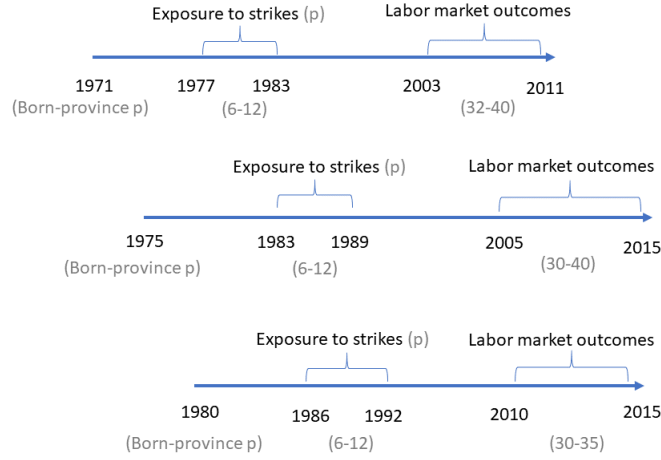 Exposure to strikes (p) Labor market outcomes
1971 1977 1983 2003 2011
(Born-province p) (6-12) (32-40)
Exposure to strikes (p) Labor market outcomes
1975 1983 1989 2005 2015
(Born-province p) (6-12) (30-40)
Exposure to strikes (p) Labor market outcomes
1980 1986 1992 2010 2015
(Born-province p) (6-12) (30-35)